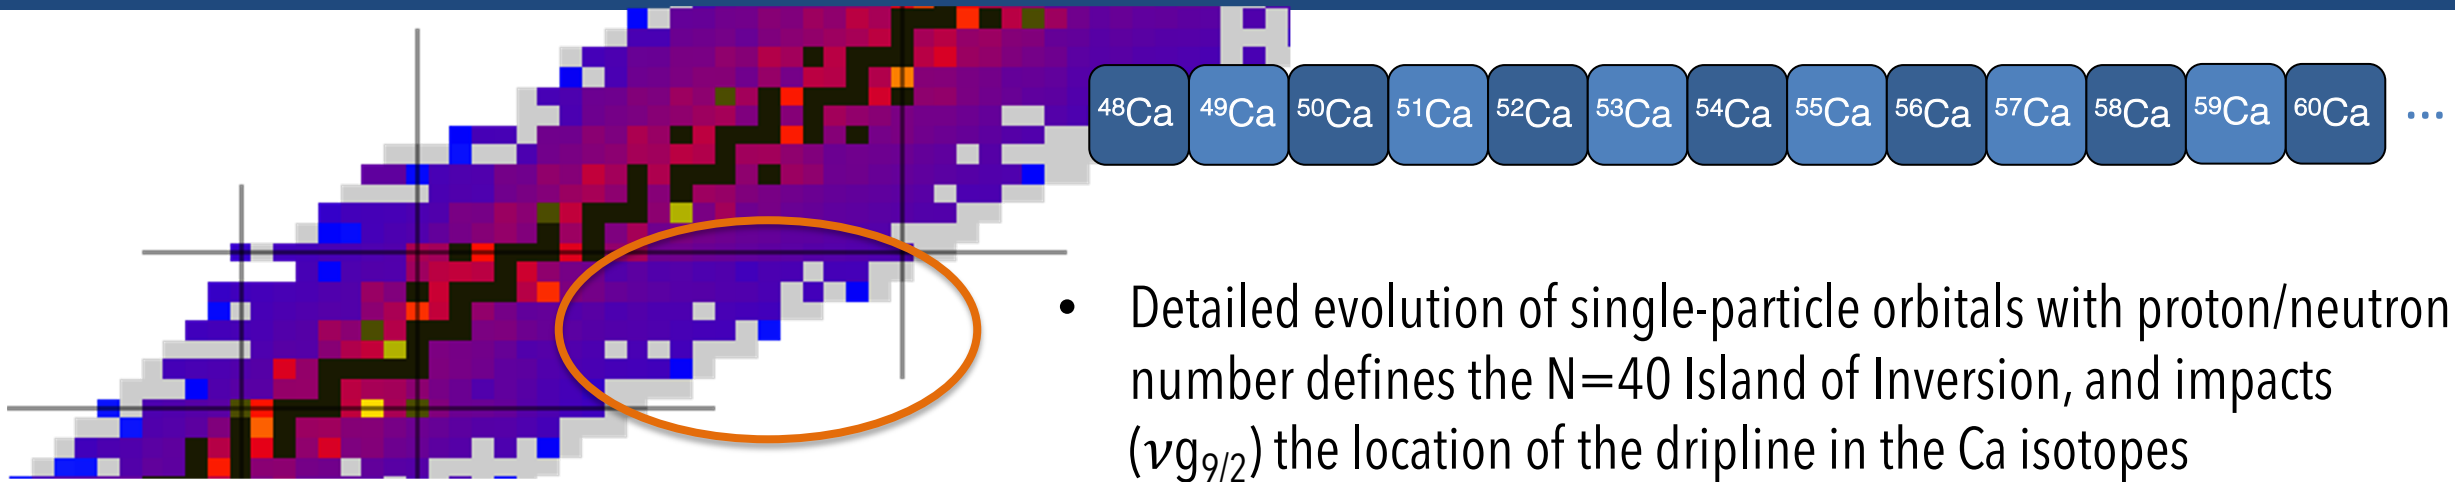 ⁴⁸Ca ⁴⁹Ca ⁵⁰Ca ⁵¹Ca ⁵²Ca ⁵³Ca ⁵⁴Ca ⁵⁵Ca ⁵⁶Ca ⁵⁷Ca ⁵⁸Ca ⁵⁹Ca ⁶⁰Ca ...
• Detailed evolution of single-particle orbitals with proton/neutron
number defines the N=40 Island of Inversion, and impacts
(νg₉/₂) the location of the dripline in the Ca isotopes